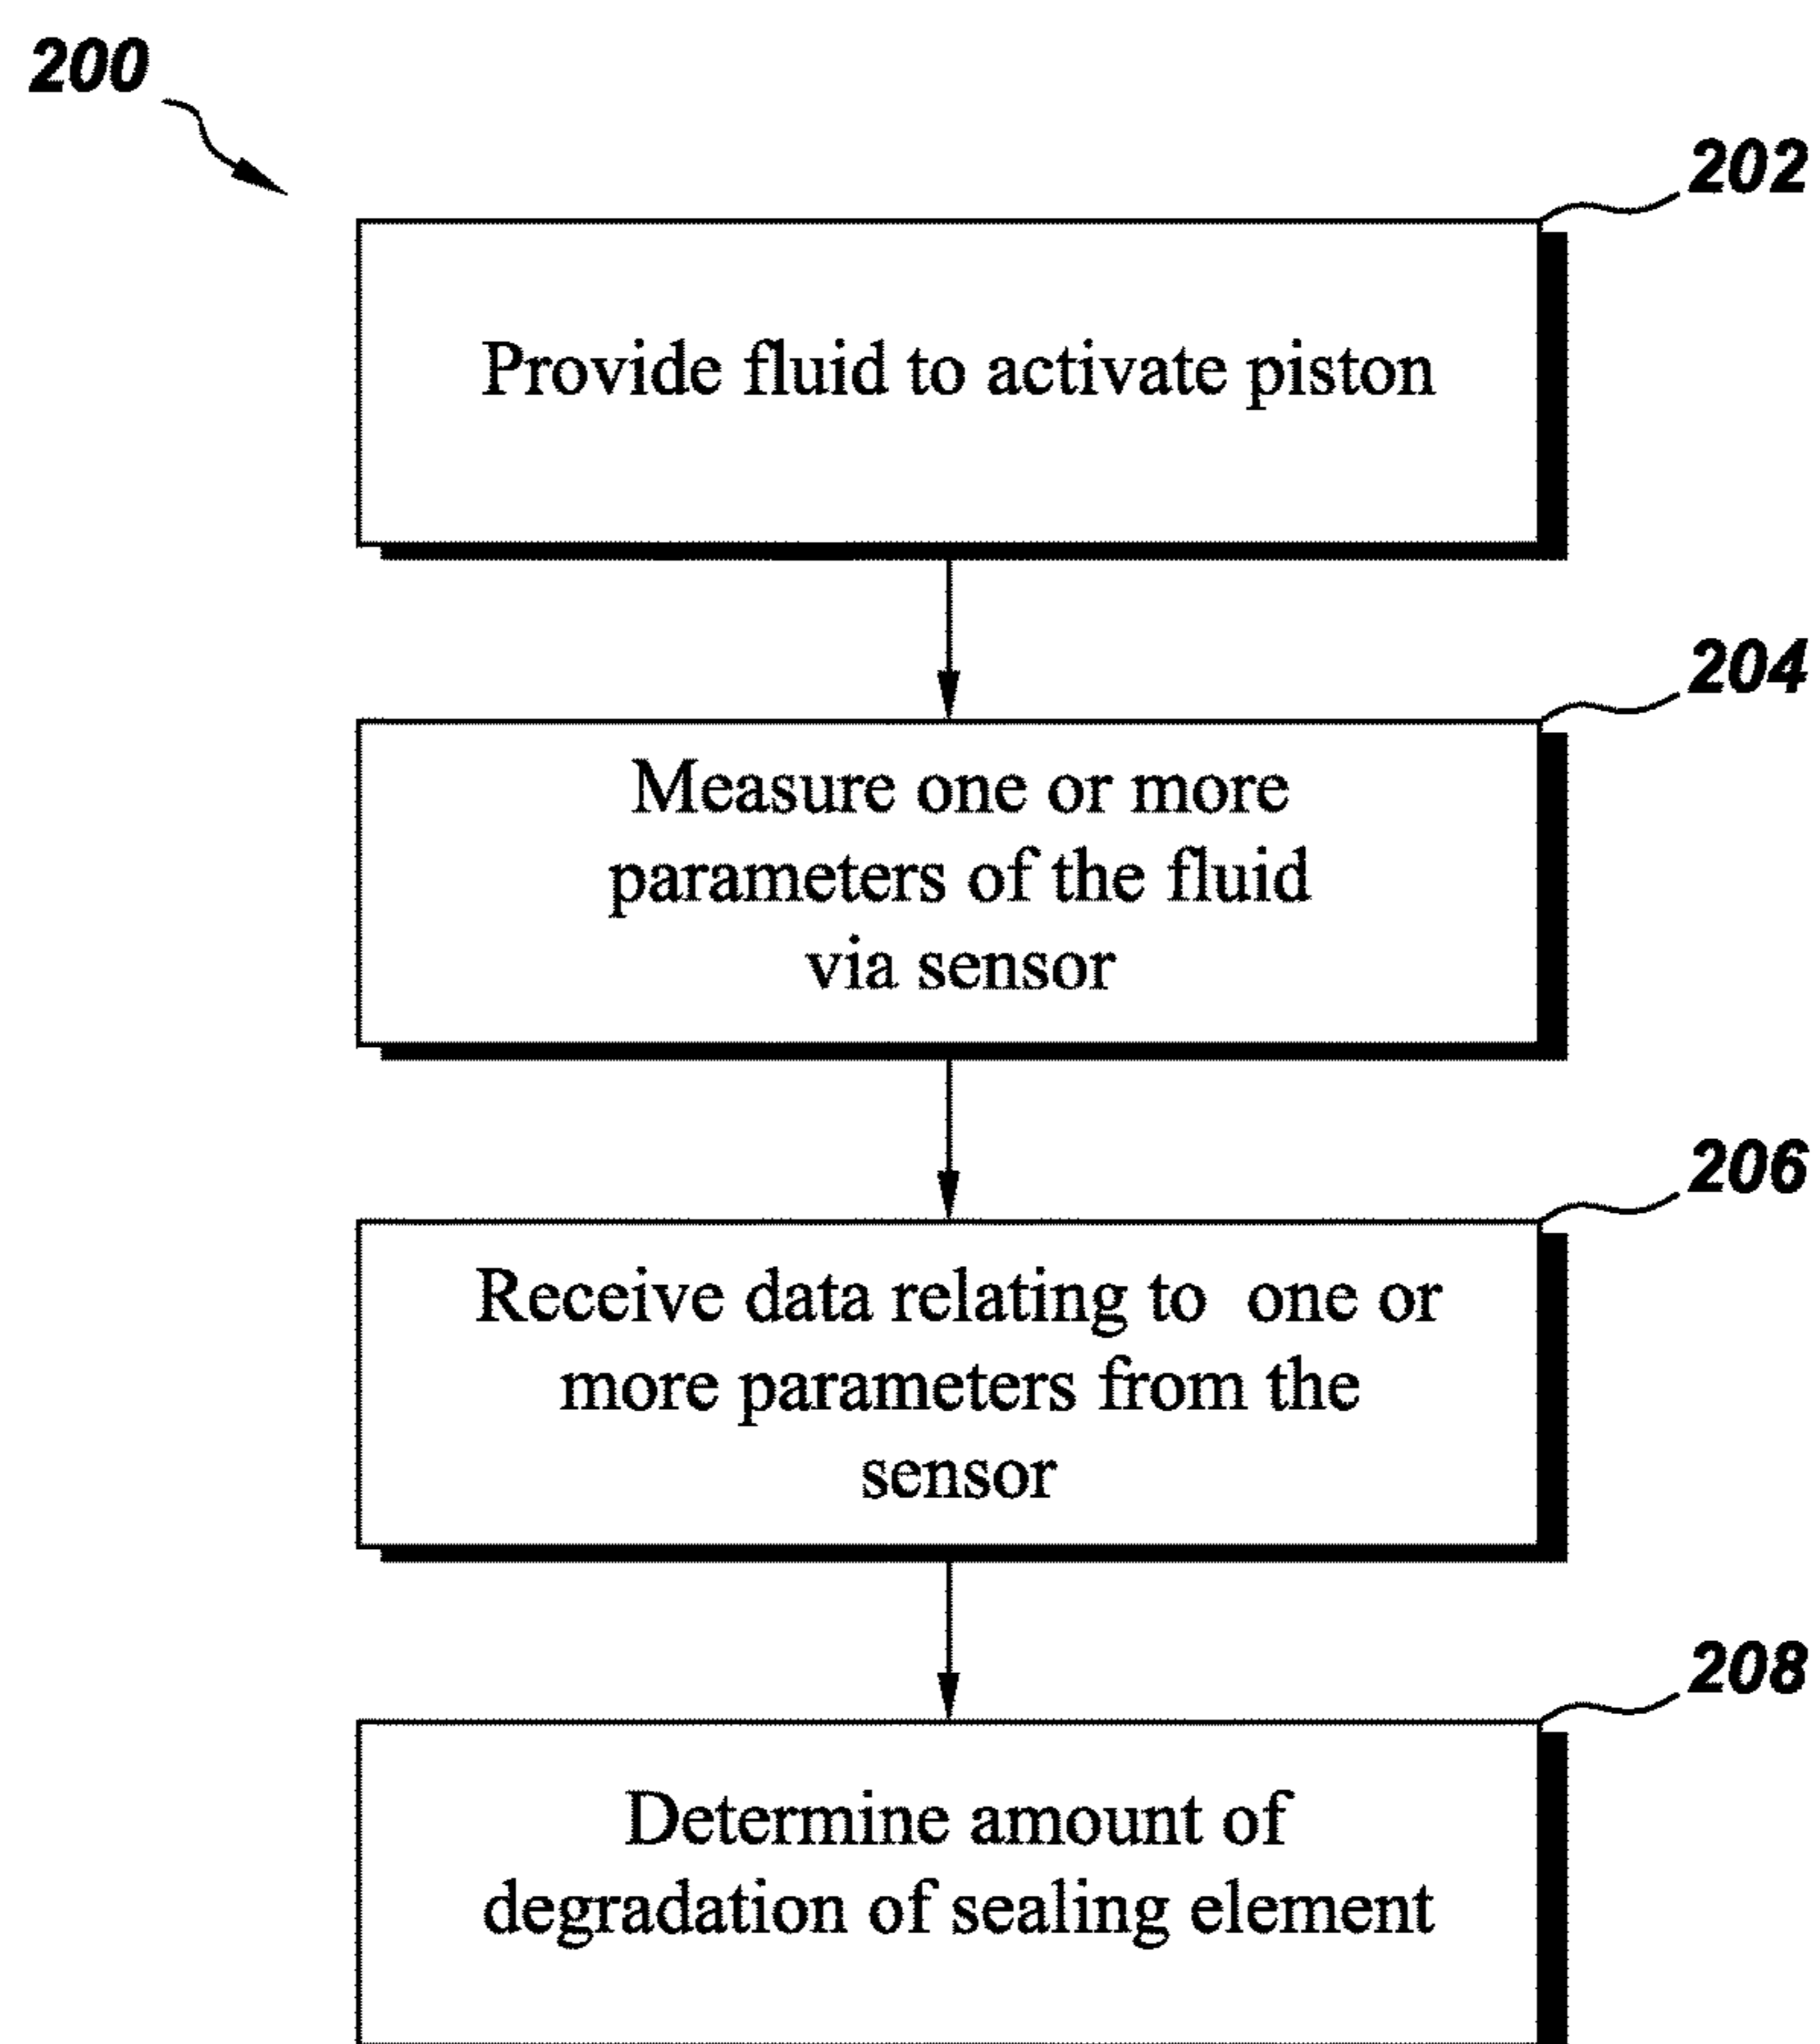 200
202
Provide fluid to activate piston
204
Measure one or more
parameters of the fluid
via sensor
206
Receive data relating to one or
more parameters from the
sensor
208
Determine amount of
degradation of sealing element